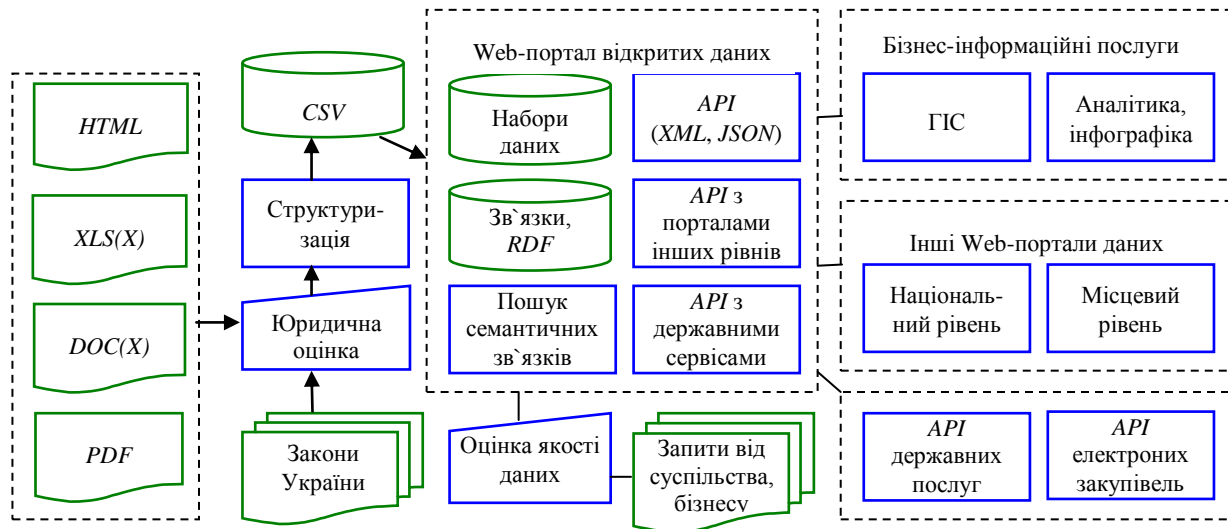 HTML
XLS(X)
DOC(X)
PDF
CSV
Структури-
зація
Юридична
оцінка
Закони
України
Web-портал відкритих даних
Набори
даних
API
(XML, JSON)
Зв`язки,
RDF
API з
порталами
інших рівнів
Пошук
семантичних
зв`язків
API з
державними
сервісами
Оцінка якості
даних
Запити від
суспільства,
бізнесу
Бізнес-інформаційні послуги
ГІС
Аналітика,
інфографіка
Інші Web-портали даних
Національ-
ний рівень
Місцевий
рівень
API
державних
послуг
API
електроних
закупівель